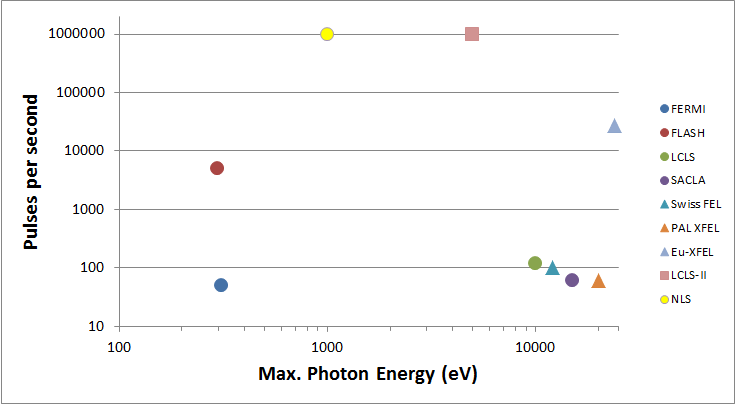 1000000
100000
10000
1000
100
10
Pulses per second
100 1000 10000
Max. Photon Energy (eV)
FERMI
FLASH
LCLS
SACLA
Swiss FEL
PAL XFEL
Eu-XFEL
LCLS-II
NLS